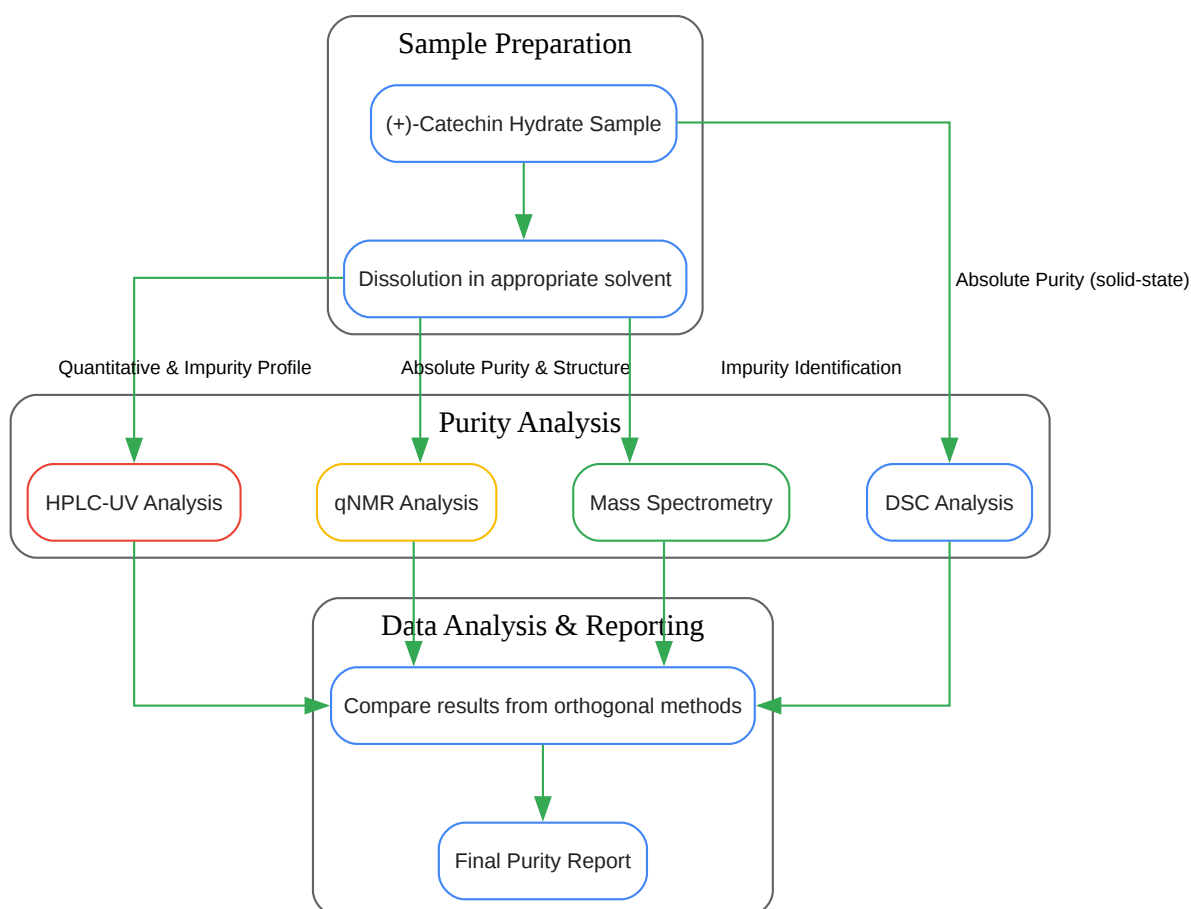 Sample Preparation
(+)-Catechin Hydrate Sample
Dissolution in appropriate solvent
Absolute Purity (solid-state)
Quantitative & Impurity Profile
Absolute Purity & Structure
Impurity Identification
Purity Analysis
HPLC-UV Analysis
qNMR Analysis
Mass Spectrometry
DSC Analysis
Data Analysis & Reporting
Compare results from orthogonal methods
Final Purity Report